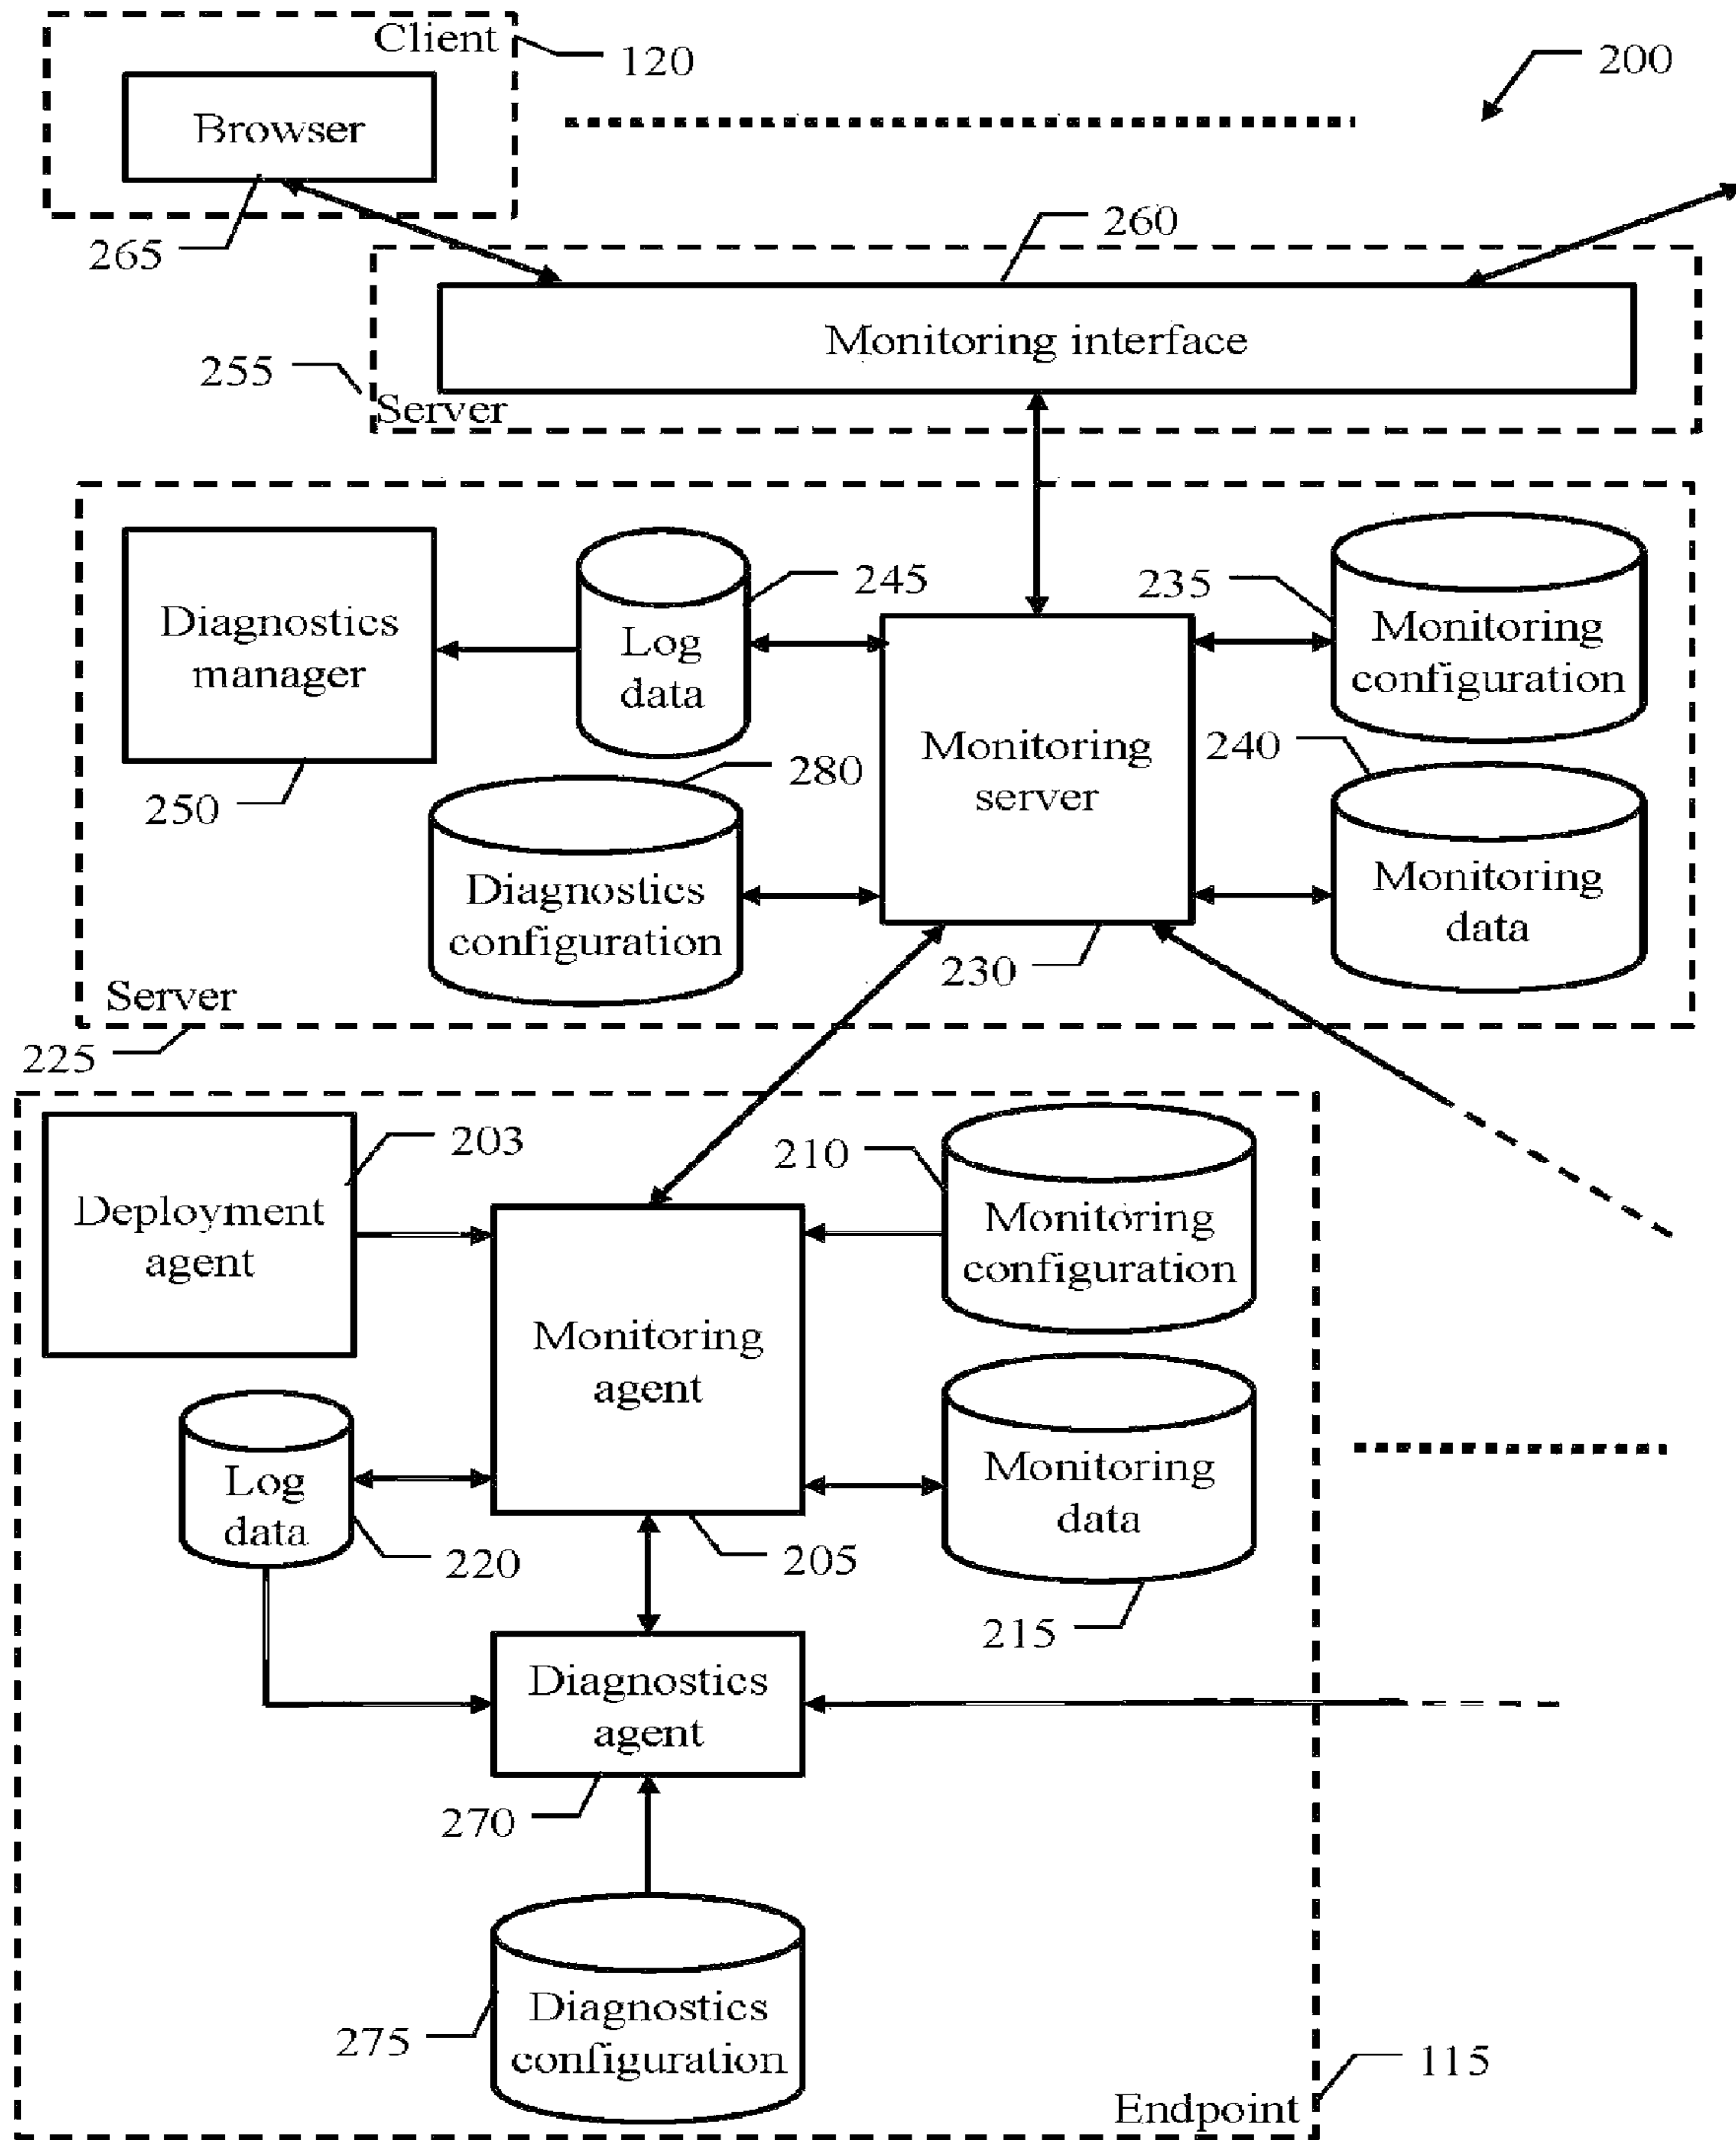 Client
120
200
Browser
265
260
Monitoring interface
255
Server
Diagnostics
manager
250
Log
data
245
235
Monitoring
configuration
280
Monitoring
server
240
Diagnostics
configuration
Monitoring
data
230
Server
225
203
Deployment
agent
210
Monitoring
configuration
Monitoring
agent
Log
data
220
205
Monitoring
data
215
Diagnostics
agent
270
275
Diagnostics
configuration
115
Endpoint